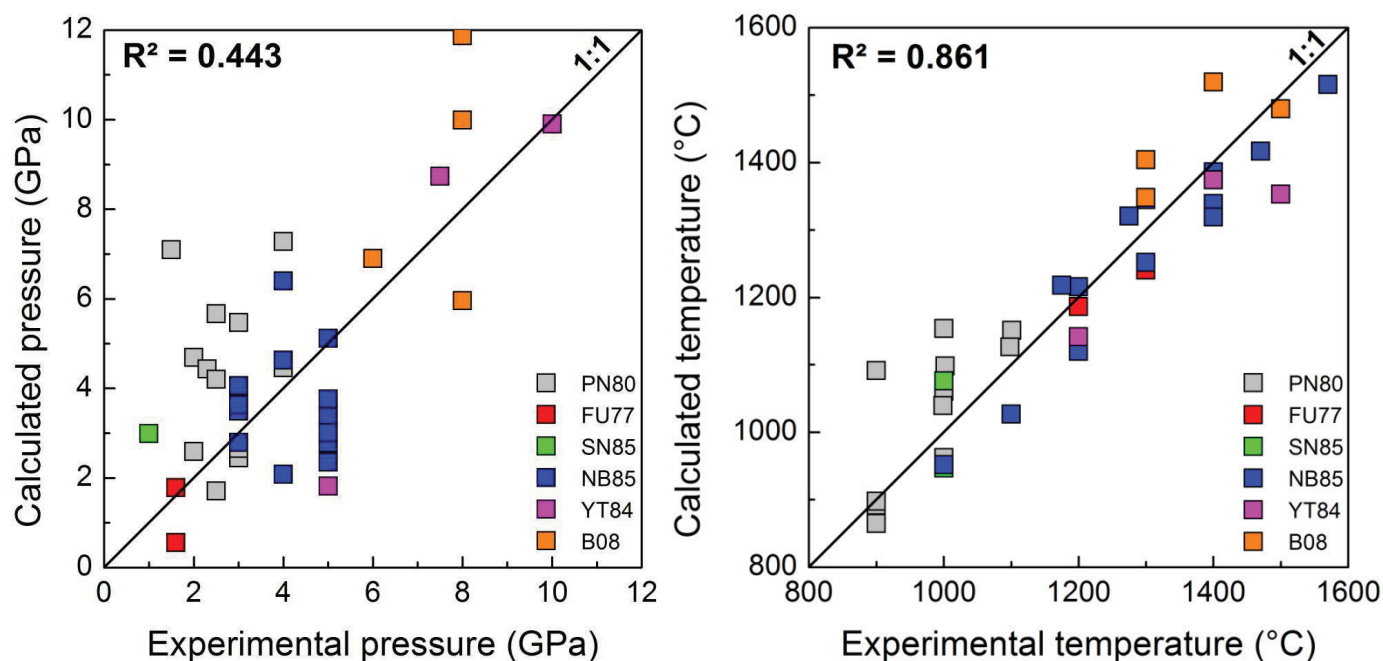 R² = 0.443
1:1
Calculated pressure (GPa)
12
10
8
6
4
2
0
0 2 4 6 8 10 12
Experimental pressure (GPa)
PN80
FU77
SN85
NB85
YT84
B08
R² = 0.861
1:1
Calculated temperature (°C)
1600
1400
1200
1000
800
800 1000 1200 1400 1600
Experimental temperature (°C)
PN80
FU77
SN85
NB85
YT84
B08